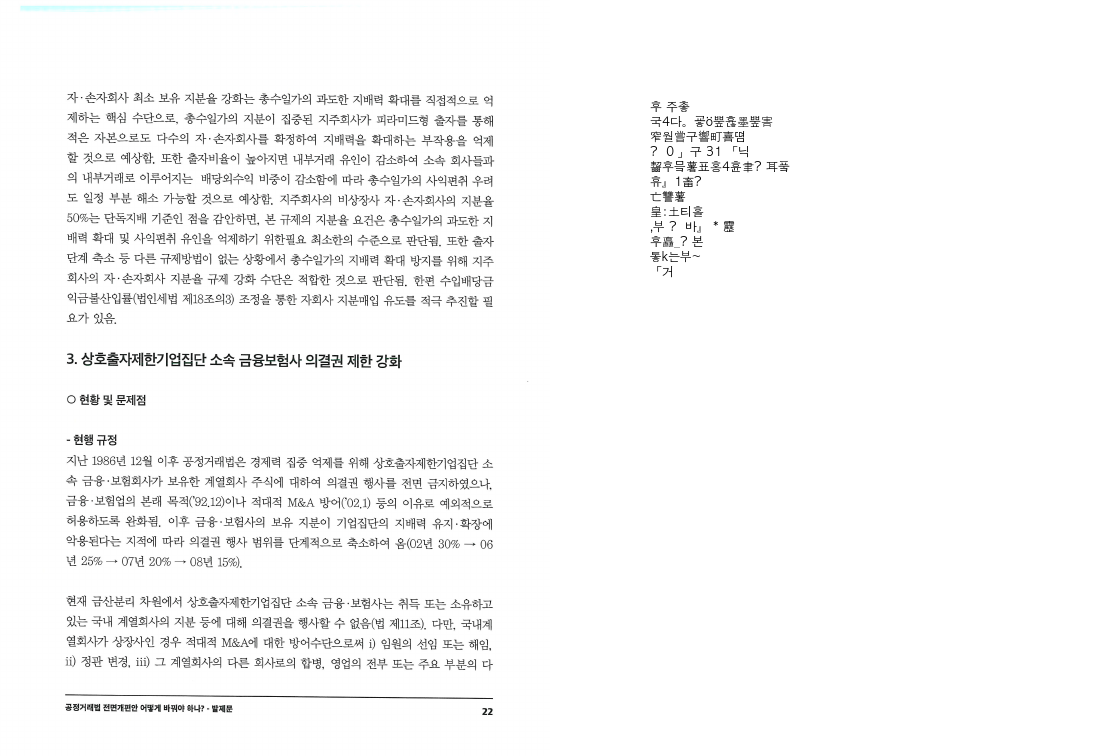 자·손자회사 최소 보유 지분율 강화는 총수일가의 과도한 지배력 확대를 직접적으로 억
제하는 핵심 수단으로, 총수일가의 지분이 집중된 지주회사가 피라미드형 출자를 통해
적은 자본으로도 다수의 자·손자회사를 확정하여 지배력을 확대하는 부작용을 억제
할 것으로 예상함. 또한 출자비율이 높아지면 내부거래 유인이 감소하여 소속 회사들과
의 내부거래로 이루어지는 배당외수익 비중이 감소함에 따라 총수일가의 사익편취 우려
도 일정 부분 해소 가능할 것으로 예상함. 지주회사의 비상장사 자·손자회사의 지분율
50%는 단독지배 기준인 점을 감안하면, 본 규제의 지분율 요건은 총수일가의 과도한 지
배력 확대 및 사익편취 유인을 억제하기 위한필요 최소한의 수준으로 판단됨. 또한 출자
단계 축소 등 다른 규제방법이 없는 상황에서 총수일가의 지배력 확대 방지를 위해 지주
회사의 자·손자회사 지분율 규제 강화 수단은 적합한 것으로 판단됨. 한편 수입배당금
익금불산입률(법인세법 제18조의3) 조정을 통한 자회사 지분매입 유도를 적극 추진할 필
요가 있음.
3. 상호출자제한기업집단 소속 금융보험사 의결권 제한 강화
○ 현황 및 문제점
- 현행 규정
지난 1986년 12월 이후 공정거래법은 경제력 집중 억제를 위해 상호출자제한기업집단 소
속 금융·보험회사가 보유한 계열회사 주식에 대하여 의결권 행사를 전면 금지하였으나,
금융·보험업의 본래 목적('92.12)이나 적대적 M&A 방어('02.1) 등의 이유로 예외적으로
허용하도록 완화됨. 이후 금융·보험사의 보유 지분이 기업집단의 지배력 유지·확장에
악용된다는 지적에 따라 의결권 행사 범위를 단계적으로 축소하여 옴(02년 30% → 06
년 25% → 07년 20% → 08년 15%).
현재 금산분리 차원에서 상호출자제한기업집단 소속 금융·보험사는 취득 또는 소유하고
있는 국내 계열회사의 지분 등에 대해 의결권을 행사할 수 없음(법 제11조). 다만, 국내계
열회사가 상장사인 경우 적대적 M&A에 대한 방어수단으로써 i) 임원의 선임 또는 해임,
ii) 정관 변경, iii) 그 계열회사의 다른 회사로의 합병, 영업의 전부 또는 주요 부분의 다
공정거래법 전면개편안 어떻게 바꿔야 하나? - 발제문
22
후 주촣
? 0 」 구 31 「닉
후畾_? 본
「거